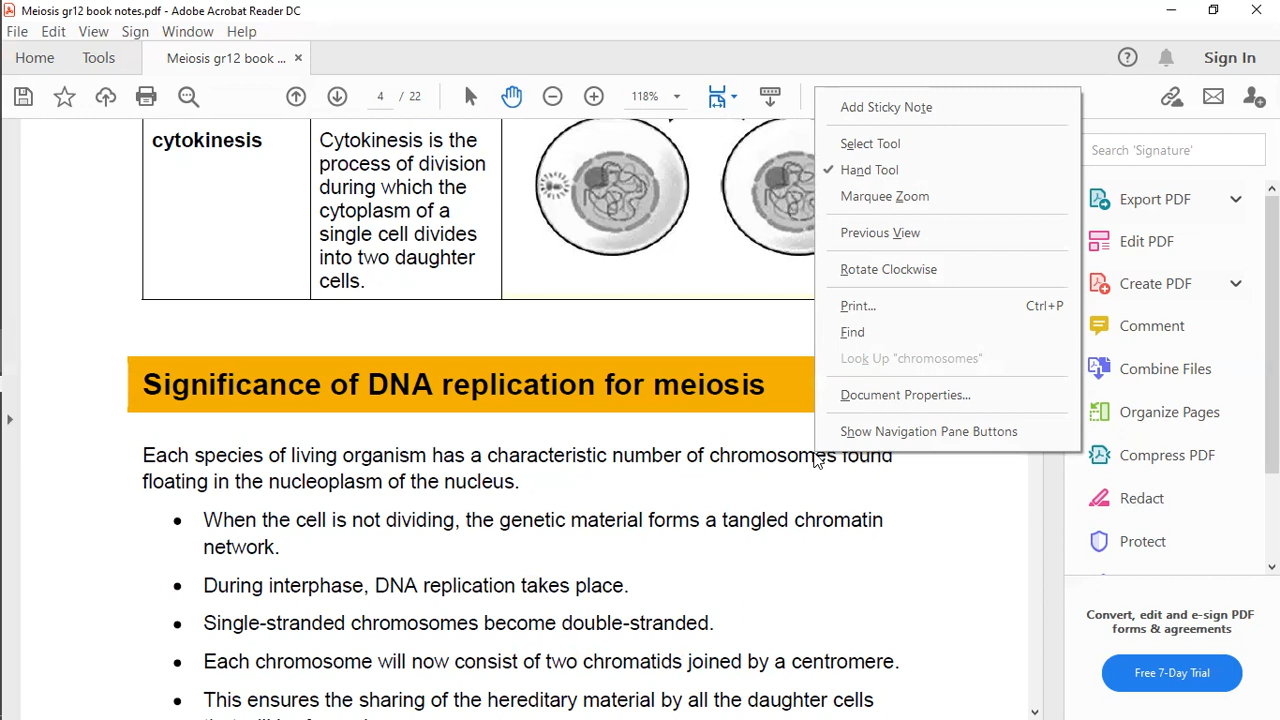 Meiosis gr12 book notes.pdf - Adobe Acrobat Reader DC
File Edit View Sign Window Help
Home Tools Meiosis gr12 book ... × Sign In
4 / 22 118%
Add Sticky Note
Select Tool
Hand Tool
Marquee Zoom
Previous View
Rotate Clockwise
Print... Ctrl+P
Find
Look Up "chromosomes"
Document Properties...
Show Navigation Pane Buttons
cytokinesis
Cytokinesis is the
process of division
during which the
cytoplasm of a
single cell divides
into two daughter
cells.
Significance of DNA replication for meiosis
Each species of living organism has a characteristic number of chromosomes found
floating in the nucleoplasm of the nucleus.
• When the cell is not dividing, the genetic material forms a tangled chromatin
network.
• During interphase, DNA replication takes place.
• Single-stranded chromosomes become double-stranded.
• Each chromosome will now consist of two chromatids joined by a centromere.
• This ensures the sharing of the hereditary material by all the daughter cells
Search 'Signature'
Export PDF
Edit PDF
Create PDF
Comment
Combine Files
Organize Pages
Compress PDF
Redact
Protect
Convert, edit and e-sign PDF
forms & agreements
Free 7-Day Trial